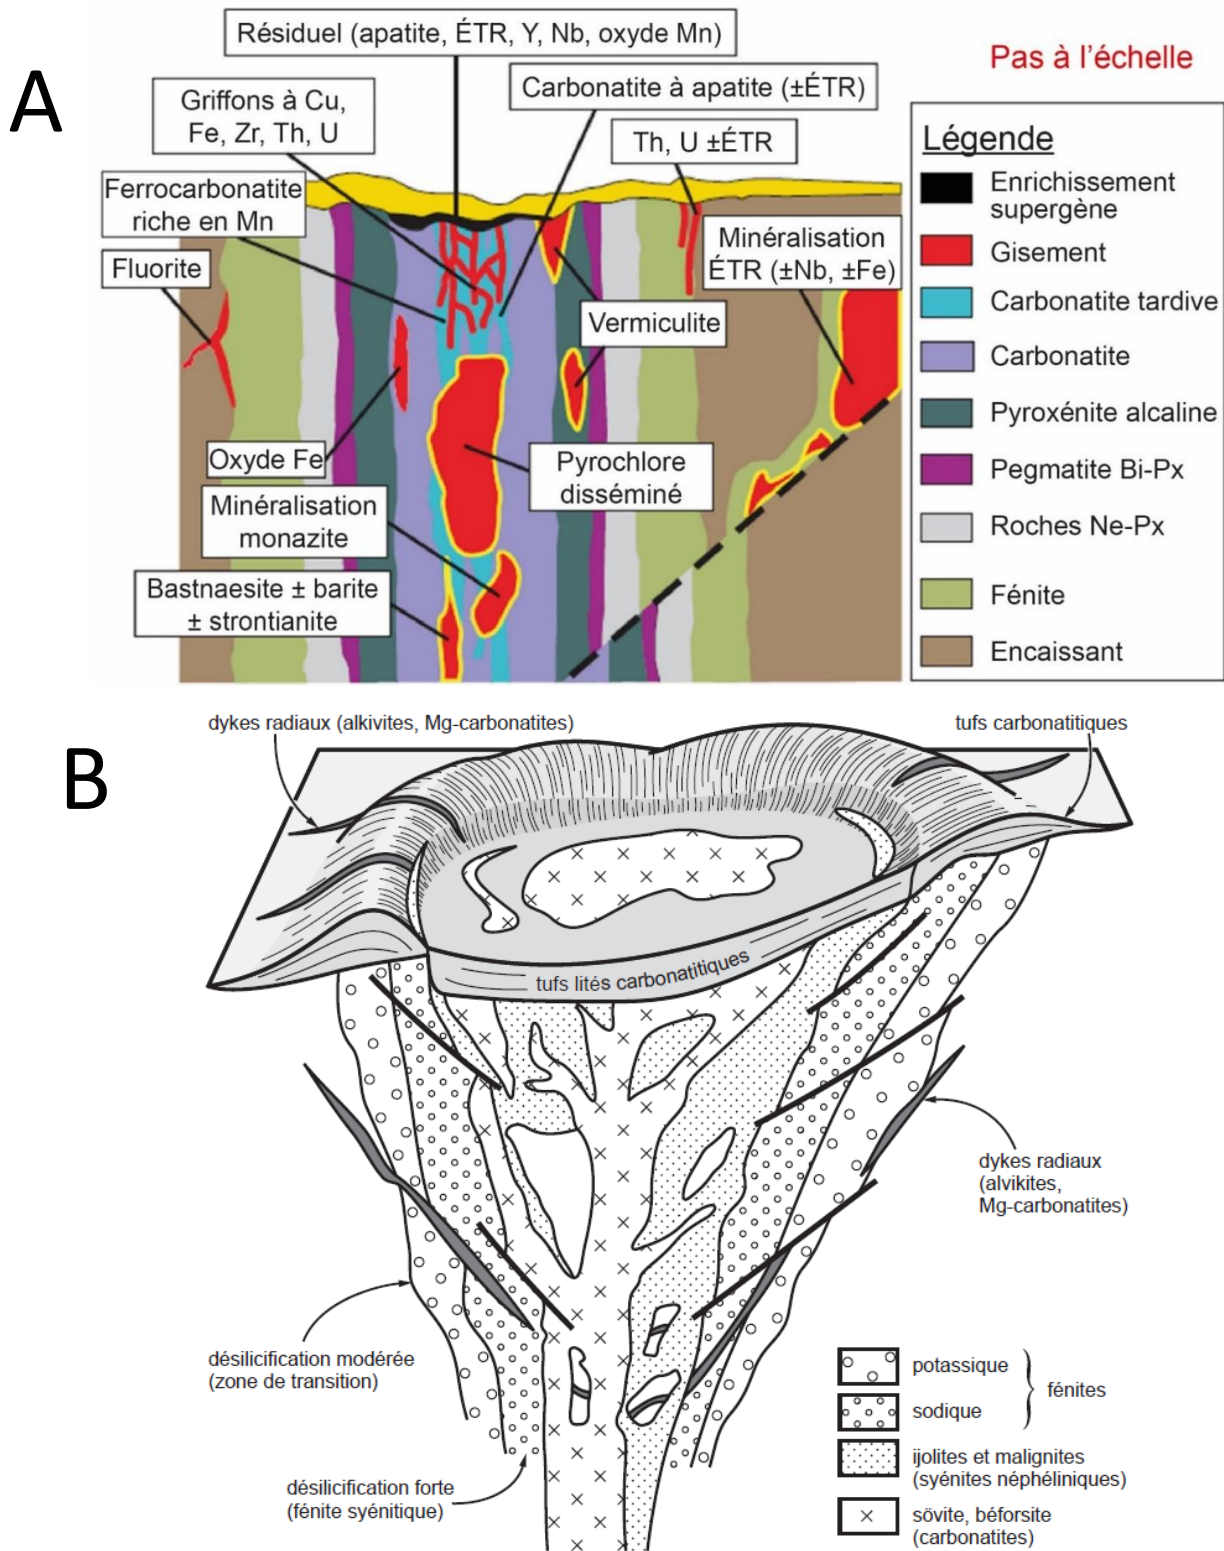 A
Résiduel (apatite, ÉTR, Y, Nb, oxyde Mn)
Pas à l'échelle
Griffons à Cu,
Fe, Zr, Th, U
Carbonatite à apatite (±ÉTR)
Th, U ±ÉTR
Ferrocarbonatite
riche en Mn
Fluorite
Minéralisation
ÉTR (±Nb, ±Fe)
Vermiculite
Oxyde Fe
Pyrochlore
disséminé
Minéralisation
monazite
Bastnaesite ± barite
± strontianite
Légende
Enrichissement
supergène
Gisement
Carbonatite tardive
Carbonatite
Pyroxénite alcaline
Pegmatite Bi-Px
Roches Ne-Px
Fénite
Encaissant
B
dykes radiaux (alkivites, Mg-carbonatites)
tufs carbonatitiques
tufs lités carbonatitiques
dykes radiaux
(alvikites,
Mg-carbonatites)
désilicification modérée
(zone de transition)
désilicification forte
(fénite syénitique)
potassique
sodique
fénites
ijolites et malignites
(syénites néphéliniques)
sövite, béforsite
(carbonatites)